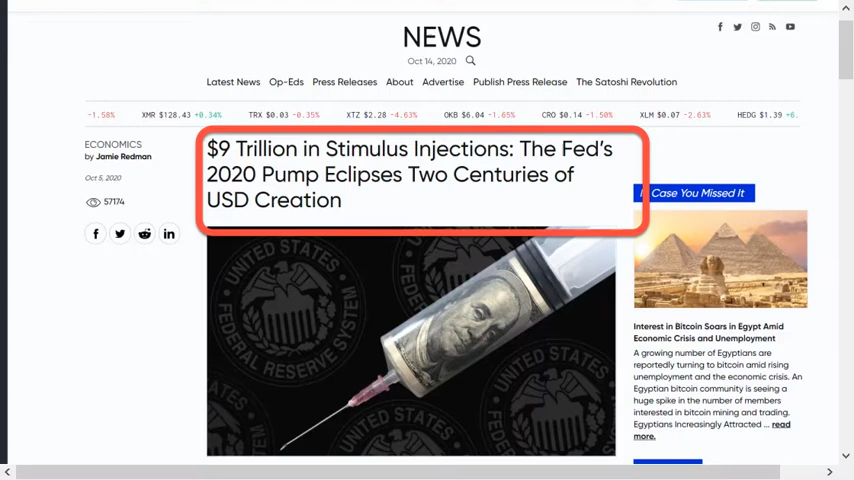 NEWS
Oct 14, 2020
Latest News Op-Eds Press Releases About Advertise Publish Press Release The Satoshi Revolution
-1.58% XMR $128.43 +0.34% TRX $0.03 -0.35% XTZ $2.28 -4.63% OKB $6.04 -1.65% CRO $0.14 -1.50% XLM $0.07 -2.63% HEDG $1.39 +6.
ECONOMICS
by Jamie Redman
Oct 5, 2020
57174
$9 Trillion in Stimulus Injections: The Fed's
2020 Pump Eclipses Two Centuries of
USD Creation
UNITED STATES
FEDERAL RESERVE SYSTEM
In Case You Missed It
Interest in Bitcoin Soars in Egypt Amid
Economic Crisis and Unemployment
A growing number of Egyptians are
reportedly turning to bitcoin amid rising
unemployment and the economic crisis. An
Egyptian bitcoin community is seeing a
huge spike in the number of members
interested in bitcoin mining and trading.
Egyptians Increasingly Attracted ... read
more.